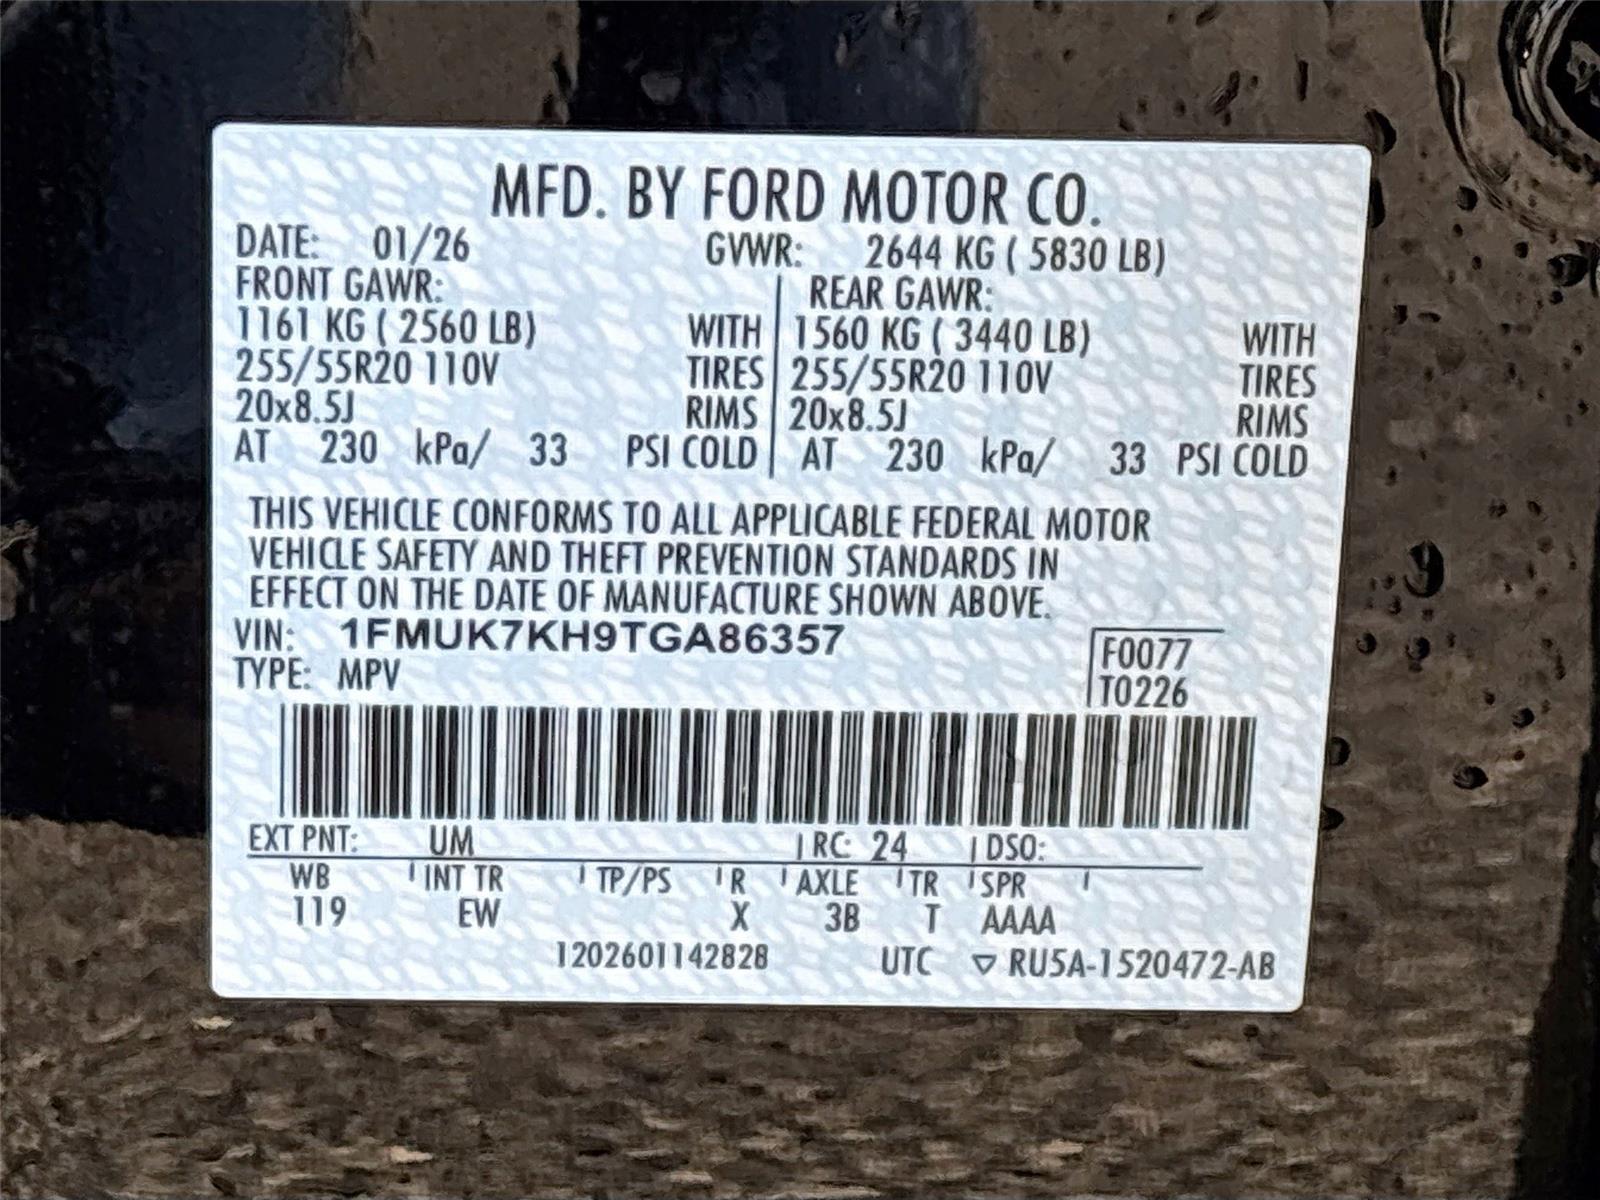 MFD. BY FORD MOTOR CO.
DATE: 01/26 GVWR: 2644 KG ( 5830 LB)
FRONT GAWR: REAR GAWR:
1161 KG ( 2560 LB) WITH 1560 KG ( 3440 LB) WITH
255/55R20 110V TIRES 255/55R20 110V TIRES
20x8.5J RIMS 20x8.5J RIMS
AT 230 kPa/ 33 PSI COLD AT 230 kPa/ 33 PSI COLD
THIS VEHICLE CONFORMS TO ALL APPLICABLE FEDERAL MOTOR
VEHICLE SAFETY AND THEFT PREVENTION STANDARDS IN
EFFECT ON THE DATE OF MANUFACTURE SHOWN ABOVE.
VIN: 1FMUK7KH9TGA86357
F0077
TYPE: MPV
T0226
EXT PNT: UM RC: 24 DSO:
WB INT TR TP/PS R AXLE TR SPR
119 EW X 3B T AAAA
1202601142828 UTC ▽ RU5A-1520472-AB